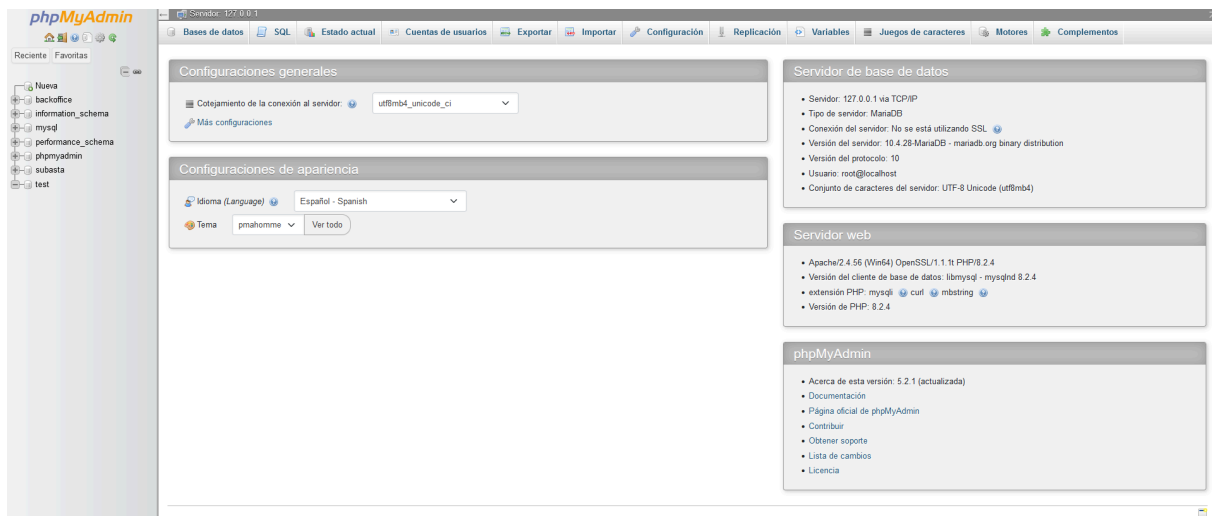 phpMyAdmin
Reciente Favoritas
Nueva
backoffice
information_schema
mysql
performance_schema
phpmyadmin
subasta
test
Servidor: 127.0.0.1
Bases de datos SQL Estado actual Cuentas de usuarios Exportar Importar Configuración Replicación Variables Juegos de caracteres Motores Complementos
Configuraciones generales
Cotejamiento de la conexión al servidor: utf8mb4_unicode_ci
Más configuraciones
Configuraciones de apariencia
Idioma (Language) Español - Spanish
Tema pmahomme Ver todo
Servidor de base de datos
• Servidor: 127.0.0.1 via TCP/IP
• Tipo de servidor: MariaDB
• Conexión del servidor: No se está utilizando SSL
• Versión del servidor: 10.4.28-MariaDB - mariadb.org binary distribution
• Versión del protocolo: 10
• Usuario: root@localhost
• Conjunto de caracteres del servidor: UTF-8 Unicode (utf8mb4)
Servidor web
• Apache/2.4.56 (Win64) OpenSSL/1.1.1t PHP/8.2.4
• Versión del cliente de base de datos: libmysql - mysqlnd 8.2.4
• extensión PHP: mysqli curl mbstring
• Versión de PHP: 8.2.4
phpMyAdmin
• Acerca de esta versión: 5.2.1 (actualizada)
• Documentación
• Página oficial de phpMyAdmin
• Contribuir
• Obtener soporte
• Lista de cambios
• Licencia